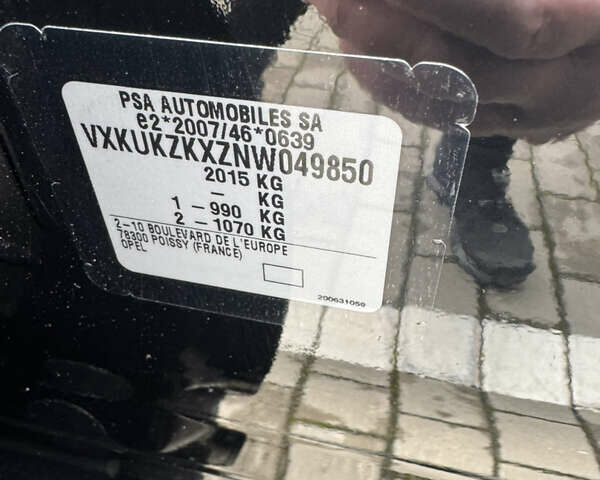 PSA AUTOMOBILES SA
e2*2007/46*0639
VXKUKZKXZNW049850
2015 KG
– KG
1 – 990 KG
2 – 1070 KG
2–10 BOULEVARD DE L'EUROPE
78300 POISSY (FRANCE)
OPEL
200631059